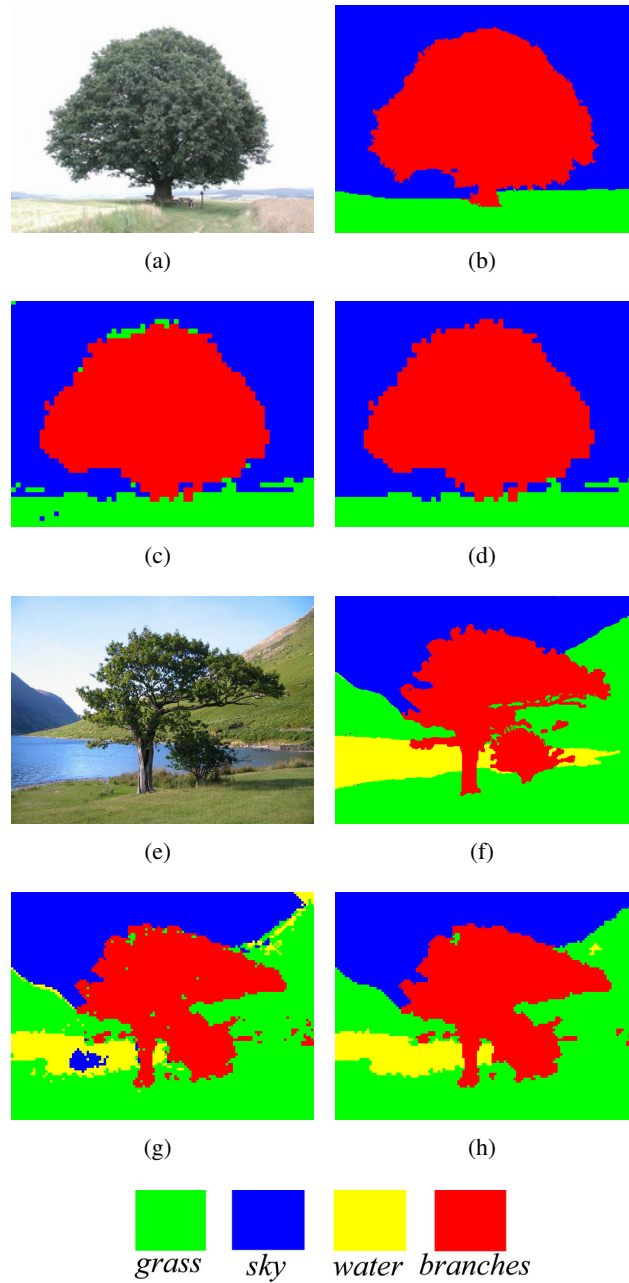 (a) (b)
(c) (d)
(e) (f)
(g) (h)
grass sky water branches